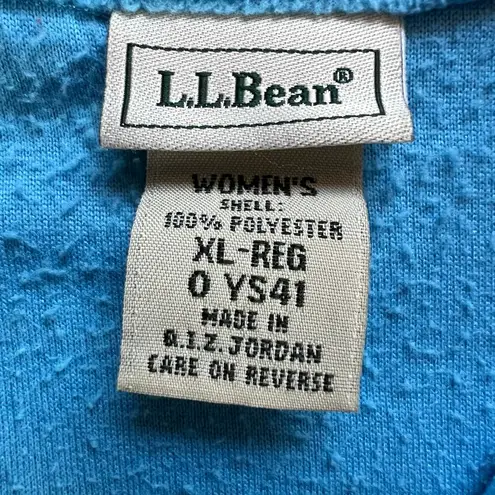 L.L.Bean®
WOMEN'S
SHELL:
100% POLYESTER
XL-REG
0 YS41
MADE IN
Q.I.Z. JORDAN
CARE ON REVERSE